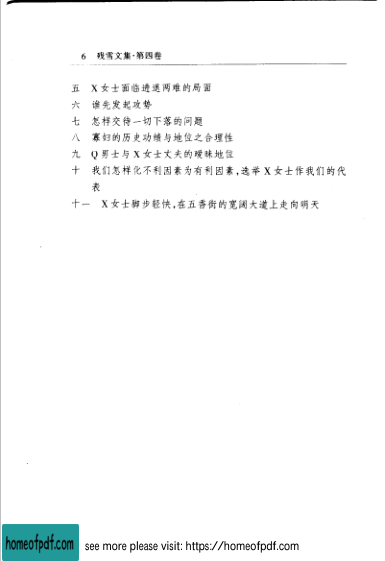 6 残雪文集·第四卷
五 X女士面临进退两难的局面
六 谁先发起攻势
七 怎样交待一切下落的问题
八 寡妇的历史功绩与地位之合理性
九 Q男士与X女士丈夫的暧昧地位
十 我们怎样化不利因素为有利因素,选举X女士作我们的代
表
十一 X女士脚步轻快,在五香街的宽阔大道上走向明天
homeofpdf.com see more please visit: https://homeofpdf.com